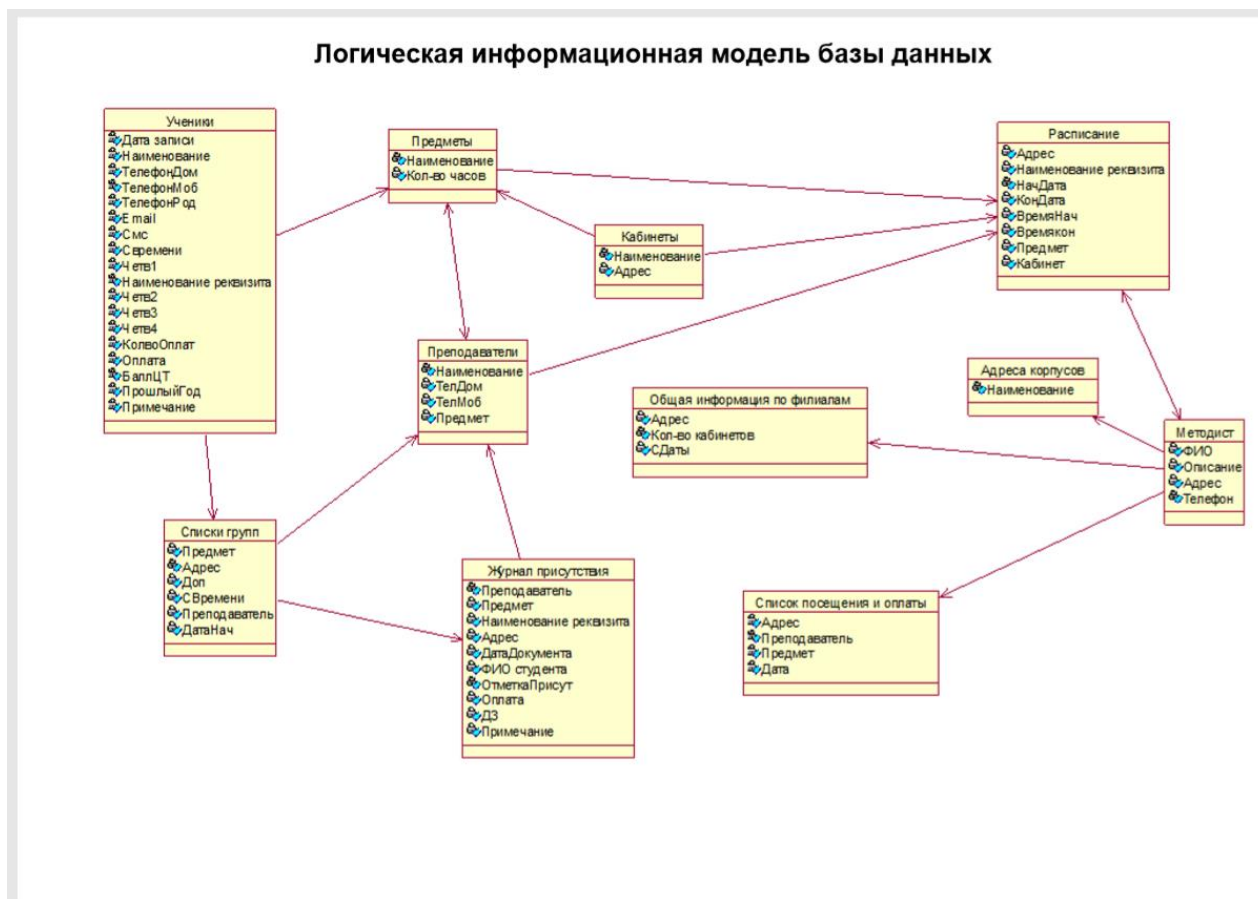 Логическая информационная модель базы данных
Ученики
Дата записи
Наименование
ТелефонДом
ТелефонМоб
ТелефонРод
E mail
Смс
Свремени
Четв1
Наименование реквизита
Четв2
Четв3
Четв4
КолвоОплат
Оплата
БаллЦТ
ПрошлыйГод
Примечание
Предметы
Наименование
Кол-во часов
Кабинеты
Наименование
Адрес
Расписание
Адрес
Наименование реквизита
НачДата
КонДата
ВремяНач
Времякон
Предмет
Кабинет
Преподаватели
Наименование
ТелДом
ТелМоб
Предмет
Общая информация по филиалам
Адрес
Кол-во кабинетов
СДаты
Адреса корпусов
Наименование
Методист
ФИО
Описание
Адрес
Телефон
Списки групп
Предмет
Адрес
Доп
СВремени
Преподаватель
ДатаНач
Журнал присутствия
Преподаватель
Предмет
Наименование реквизита
Адрес
ДатаДокумента
ФИО студента
ОтметкаПрисут
Оплата
ДЗ
Примечание
Список посещения и оплаты
Адрес
Преподаватель
Предмет
Дата